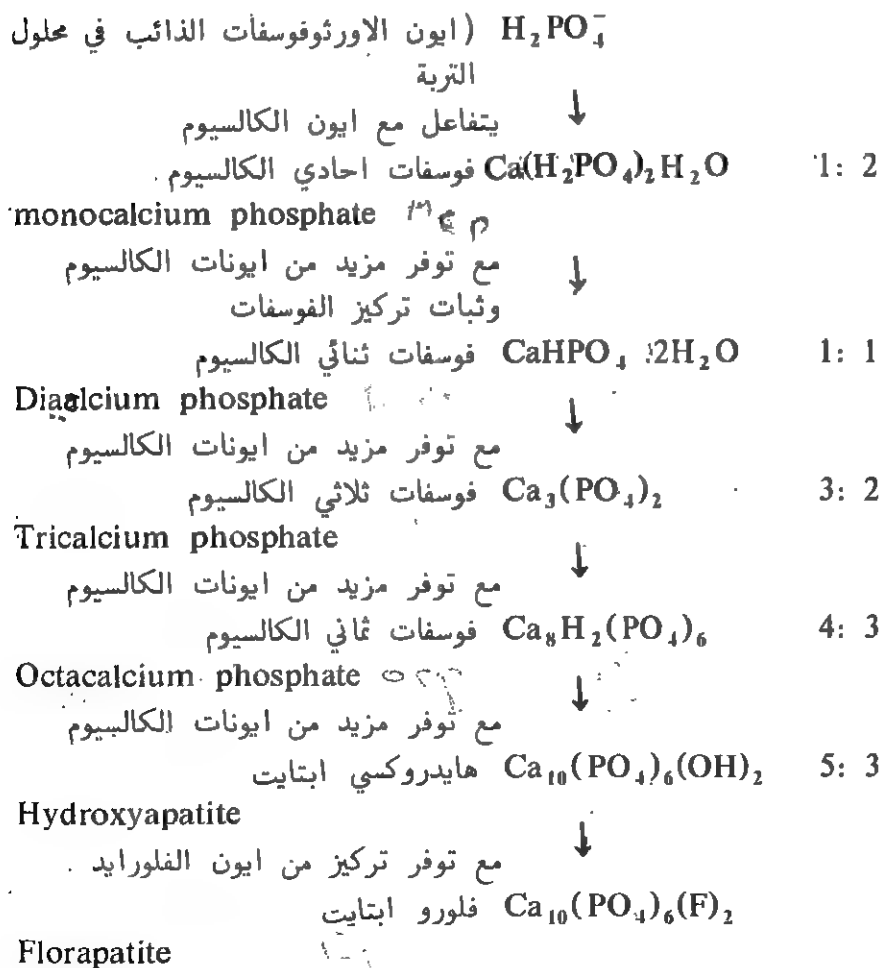 H₂PO₄⁻ (ايون الاورثوفوسفات الذائب في محلول
التربة
↓
يتفاعل مع ايون الكالسيوم
Ca(H₂PO₄)₂H₂O فوسفات احادي الكالسيوم . 1: 2
monocalcium phosphate
مع توفر مزيد من ايونات الكالسيوم ↓
وثبات تركيز الفوسفات
CaHPO₄ :2H₂O فوسفات ثنائي الكالسيوم 1: 1
Diaalcium phosphate ↓
مع توفر مزيد من ايونات الكالسيوم
Ca₃(PO₄)₂ فوسفات ثلاثي الكالسيوم 3: 2
Tricalcium phosphate ↓
مع توفر مزيد من ايونات الكالسيوم
Ca₈H₂(PO₄)₆ فوسفات ثماني الكالسيوم 4: 3
Octacalcium phosphate ↓
مع توفر مزيد من ايونات الكالسيوم
Ca₁₀(PO₄)₆(OH)₂ هايدروكسي ابتايت 5: 3
Hydroxyapatite ↓
مع توفر تركيز من ايون الفلورايد .
Ca₁₀(PO₄)₆(F)₂ فلورو ابتايت
Florapatite